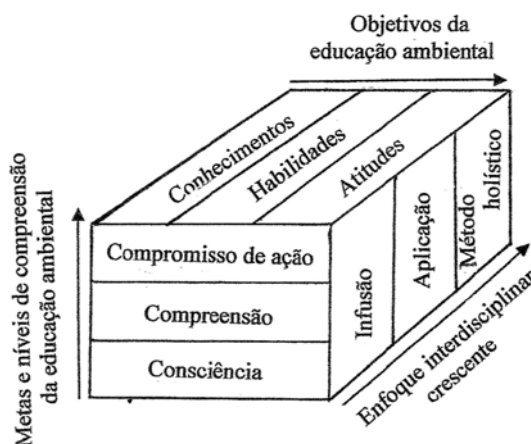 Objetivos da
educação ambiental
Conhecimentos
Habilidades
Atitudes
Metas e níveis de compreensão
da educação ambiental
Compromisso de ação
Compreensão
Consciência
Infusão
Aplicação
Método
holístico
Enfoque interdisciplinar
crescente